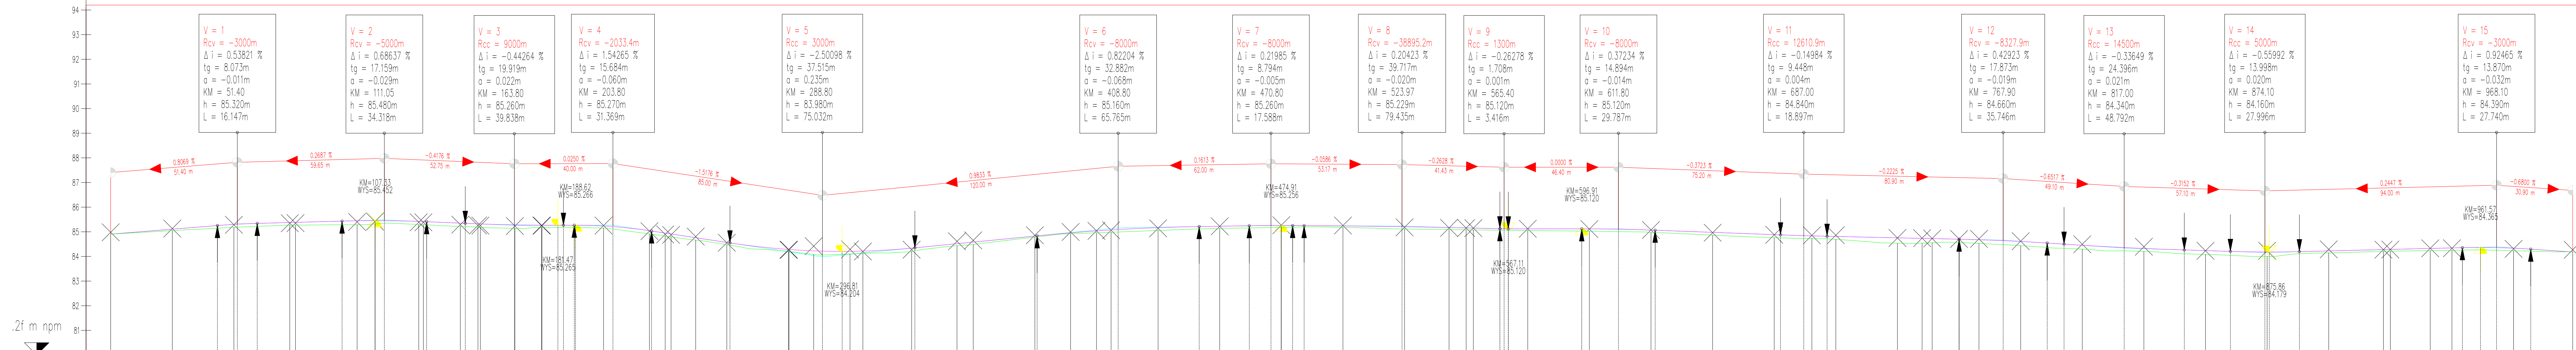 94
93
92
91
90
89
88
87
86
85
84
83
82
81
.2f m npm
V = 1
Rcv = -3000m
Δ i = 0.53821 %
tg = 8.073m
a = -0.011m
KM = 51.40
h = 85.320m
L = 16.147m
V = 2
Rcv = -5000m
Δ i = 0.68637 %
tg = 17.159m
a = -0.029m
KM = 111.05
h = 85.480m
L = 34.318m
V = 3
Rcc = 9000m
Δ i = -0.44264 %
tg = 19.919m
a = 0.022m
KM = 163.80
h = 85.260m
L = 39.838m
V = 4
Rcv = -2033.4m
Δ i = 1.54265 %
tg = 15.684m
a = -0.060m
KM = 203.80
h = 85.270m
L = 31.369m
V = 5
Rcc = 3000m
Δ i = -2.50098 %
tg = 37.515m
a = 0.235m
KM = 288.80
h = 83.980m
L = 75.032m
V = 6
Rcv = -8000m
Δ i = 0.82204 %
tg = 32.882m
a = -0.068m
KM = 408.80
h = 85.160m
L = 65.765m
V = 7
Rcv = -8000m
Δ i = 0.21985 %
tg = 8.794m
a = -0.005m
KM = 470.80
h = 85.260m
L = 17.588m
V = 8
Rcv = -38895.2m
Δ i = 0.20423 %
tg = 39.717m
a = -0.020m
KM = 523.97
h = 85.229m
L = 79.435m
V = 9
Rcc = 1300m
Δ i = -0.26278 %
tg = 1.708m
a = 0.001m
KM = 565.40
h = 85.120m
L = 3.416m
V = 10
Rcv = -8000m
Δ i = 0.37234 %
tg = 14.894m
a = -0.014m
KM = 611.80
h = 85.120m
L = 29.787m
V = 11
Rcc = 12610.9m
Δ i = -0.14984 %
tg = 9.448m
a = 0.004m
KM = 687.00
h = 84.840m
L = 18.897m
V = 12
Rcv = -8327.9m
Δ i = 0.42923 %
tg = 17.873m
a = -0.019m
KM = 767.90
h = 84.660m
L = 35.746m
V = 13
Rcc = 14500m
Δ i = -0.33649 %
tg = 24.396m
a = 0.021m
KM = 817.00
h = 84.340m
L = 48.792m
V = 14
Rcc = 5000m
Δ i = -0.55992 %
tg = 13.998m
a = 0.020m
KM = 874.10
h = 84.160m
L = 27.996m
V = 15
Rcv = -3000m
Δ i = 0.92465 %
tg = 13.870m
a = -0.032m
KM = 968.10
h = 84.390m
L = 27.740m
0.8069 %
51.40 m
0.2687 %
59.65 m
-0.4176 %
52.75 m
0.0250 %
40.00 m
-1.5176 %
85.00 m
0.9833 %
120.00 m
0.1613 %
62.00 m
-0.0586 %
53.17 m
-0.2628 %
41.43 m
0.0000 %
46.40 m
-0.3723 %
75.20 m
-0.2225 %
80.90 m
-0.6517 %
49.10 m
-0.3152 %
57.10 m
0.2447 %
94.00 m
-0.6800 %
30.90 m
KM=107.33
WYS=85.452
KM=188.62
WYS=85.266
KM=181.47
WYS=85.265
KM=296.81
WYS=84.204
KM=474.91
WYS=85.256
KM=567.11
WYS=85.120
KM=596.91
WYS=85.120
KM=875.86
WYS=84.179
KM=961.57
WYS=84.365